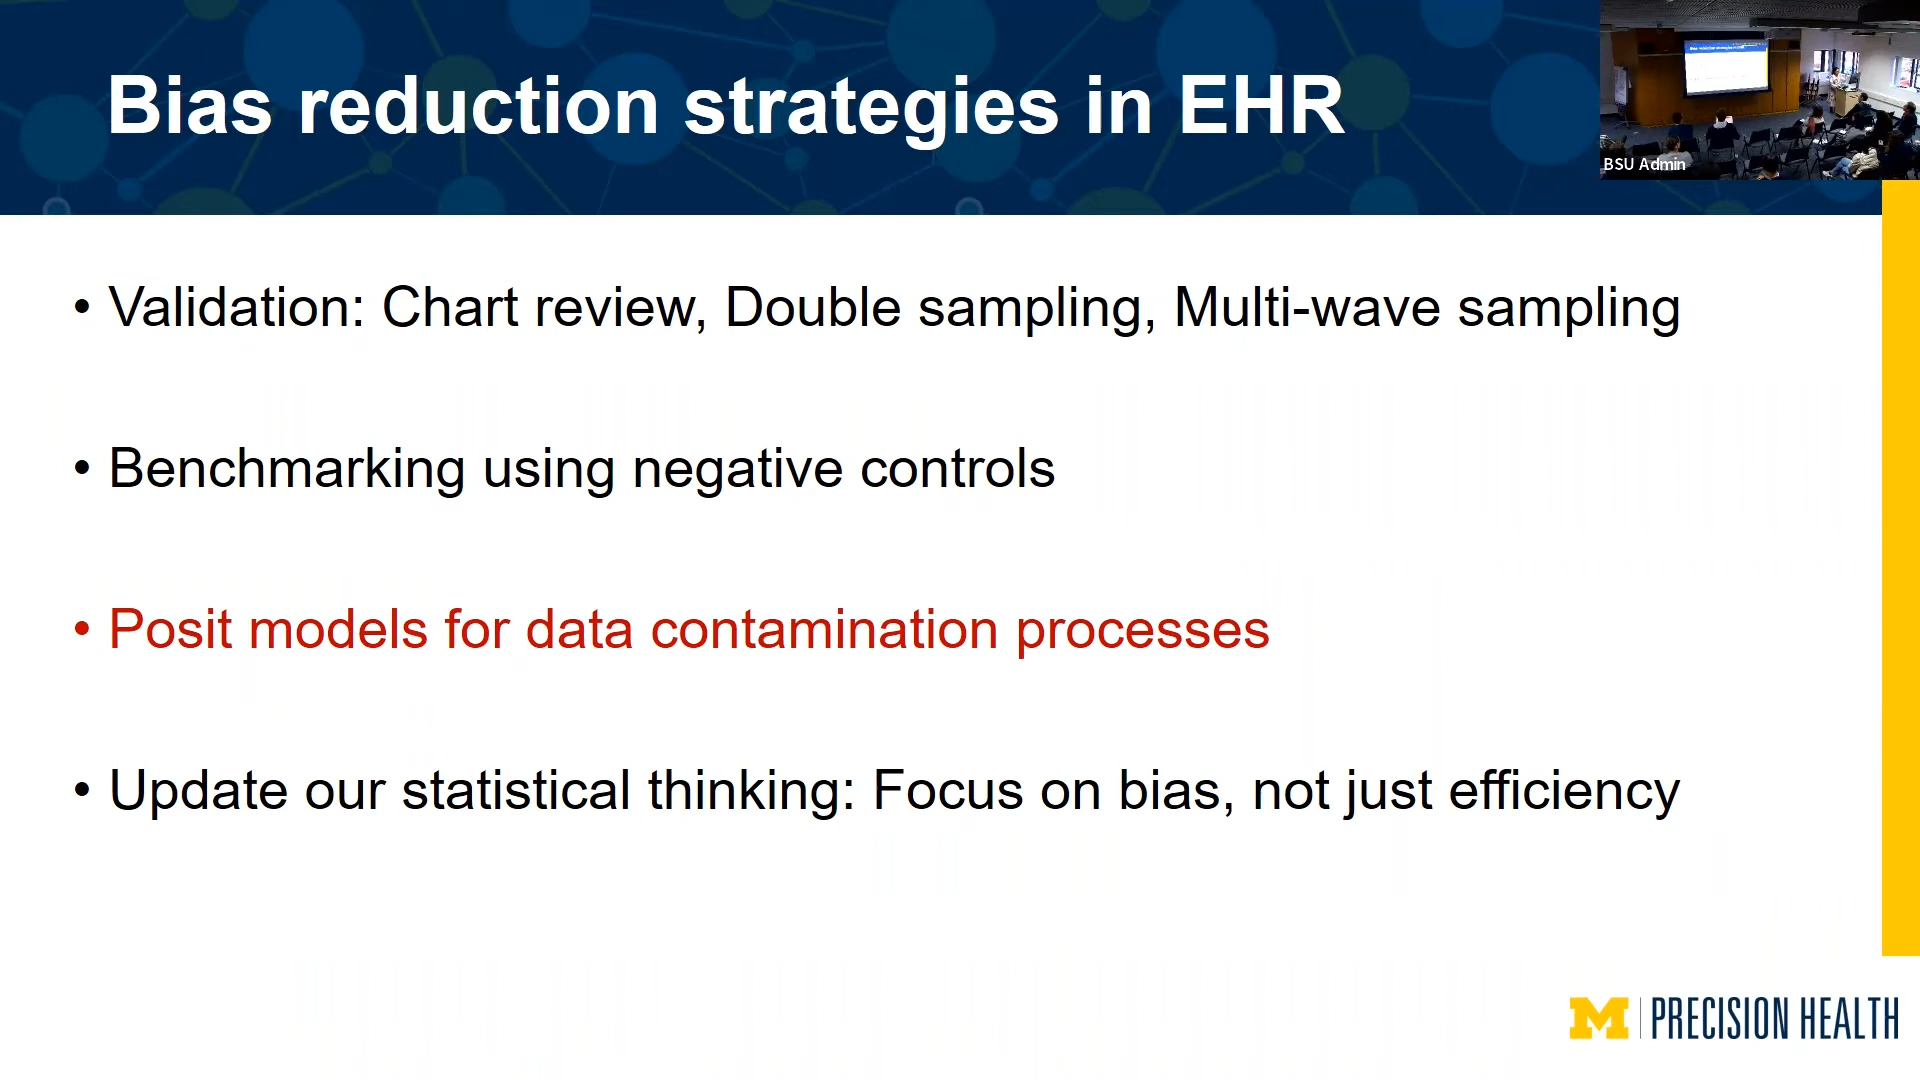 Bias reduction strategies in EHR
BSU Admin
• Validation: Chart review, Double sampling, Multi-wave sampling
• Benchmarking using negative controls
• Posit models for data contamination processes
• Update our statistical thinking: Focus on bias, not just efficiency
M PRECISION HEALTH